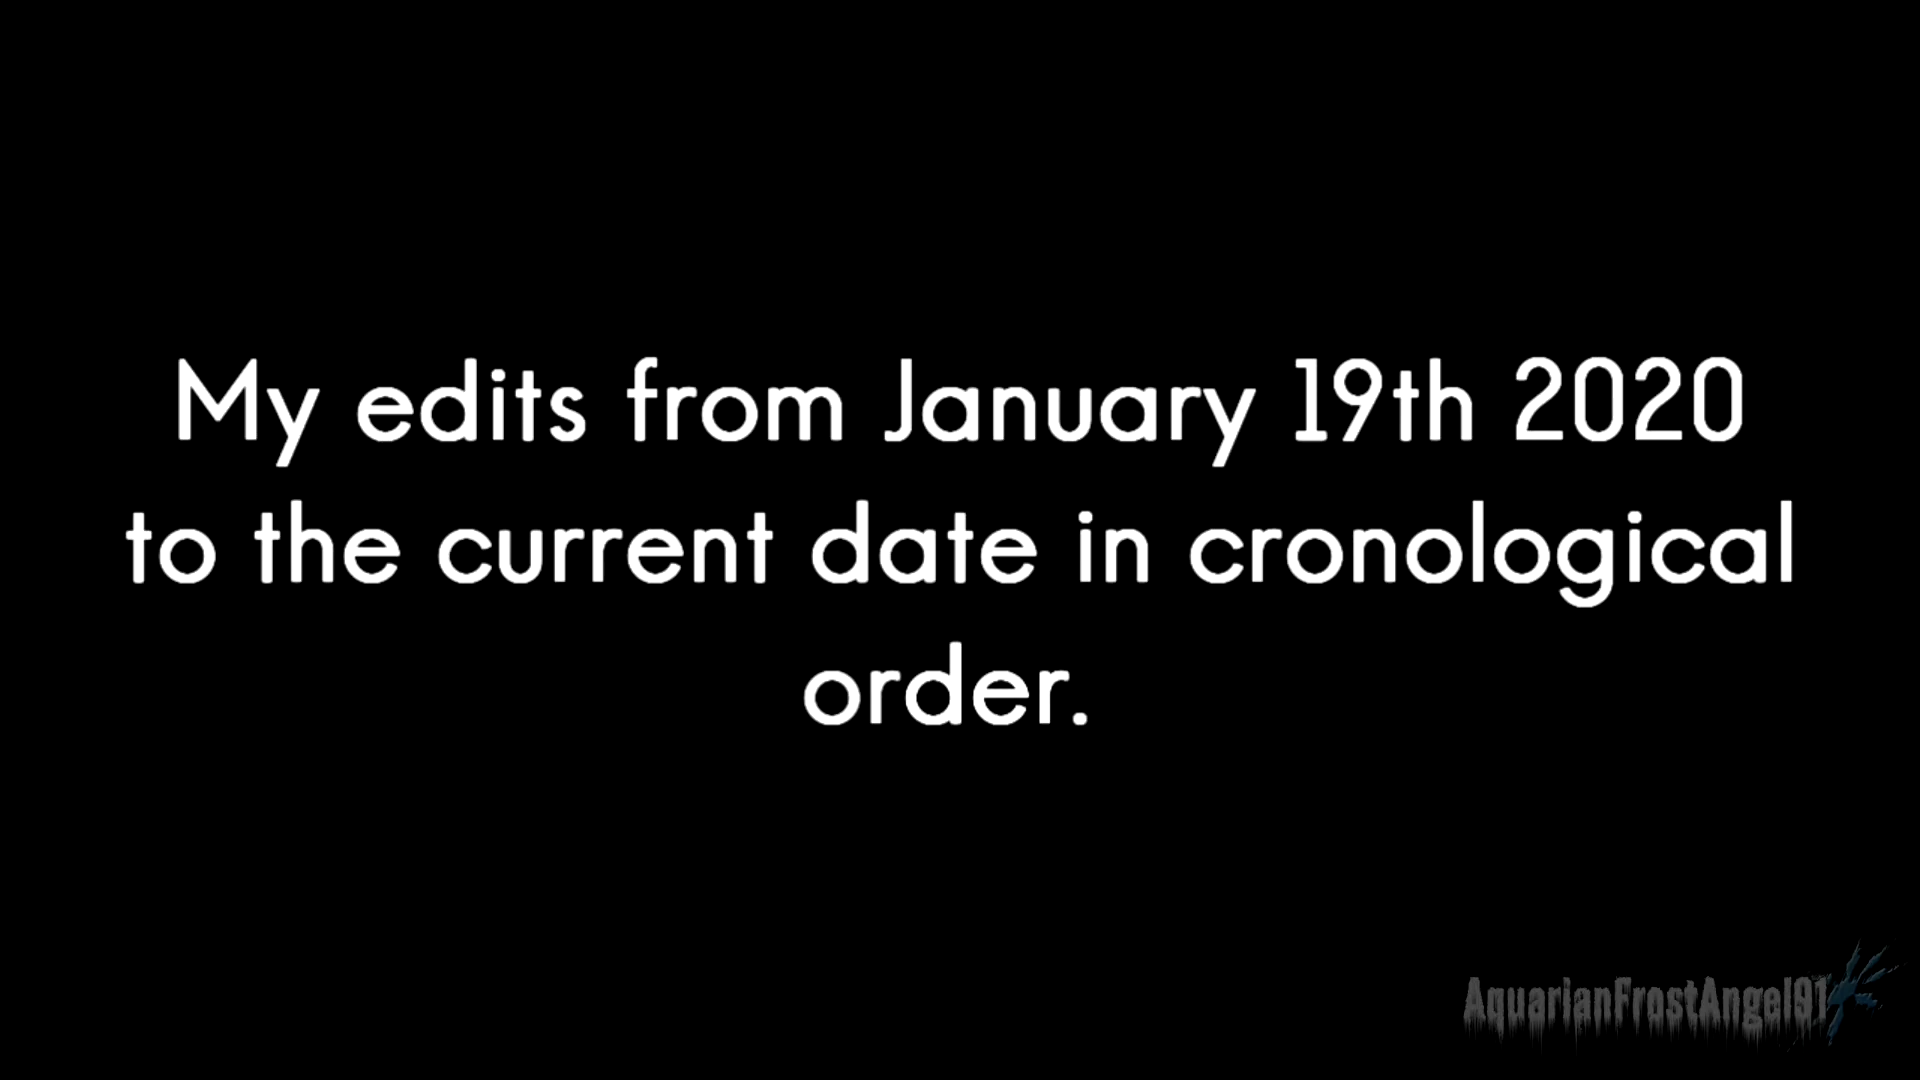 My edits from January 19th 2020
to the current date in cronological
order.
AquarianFrostAngel91